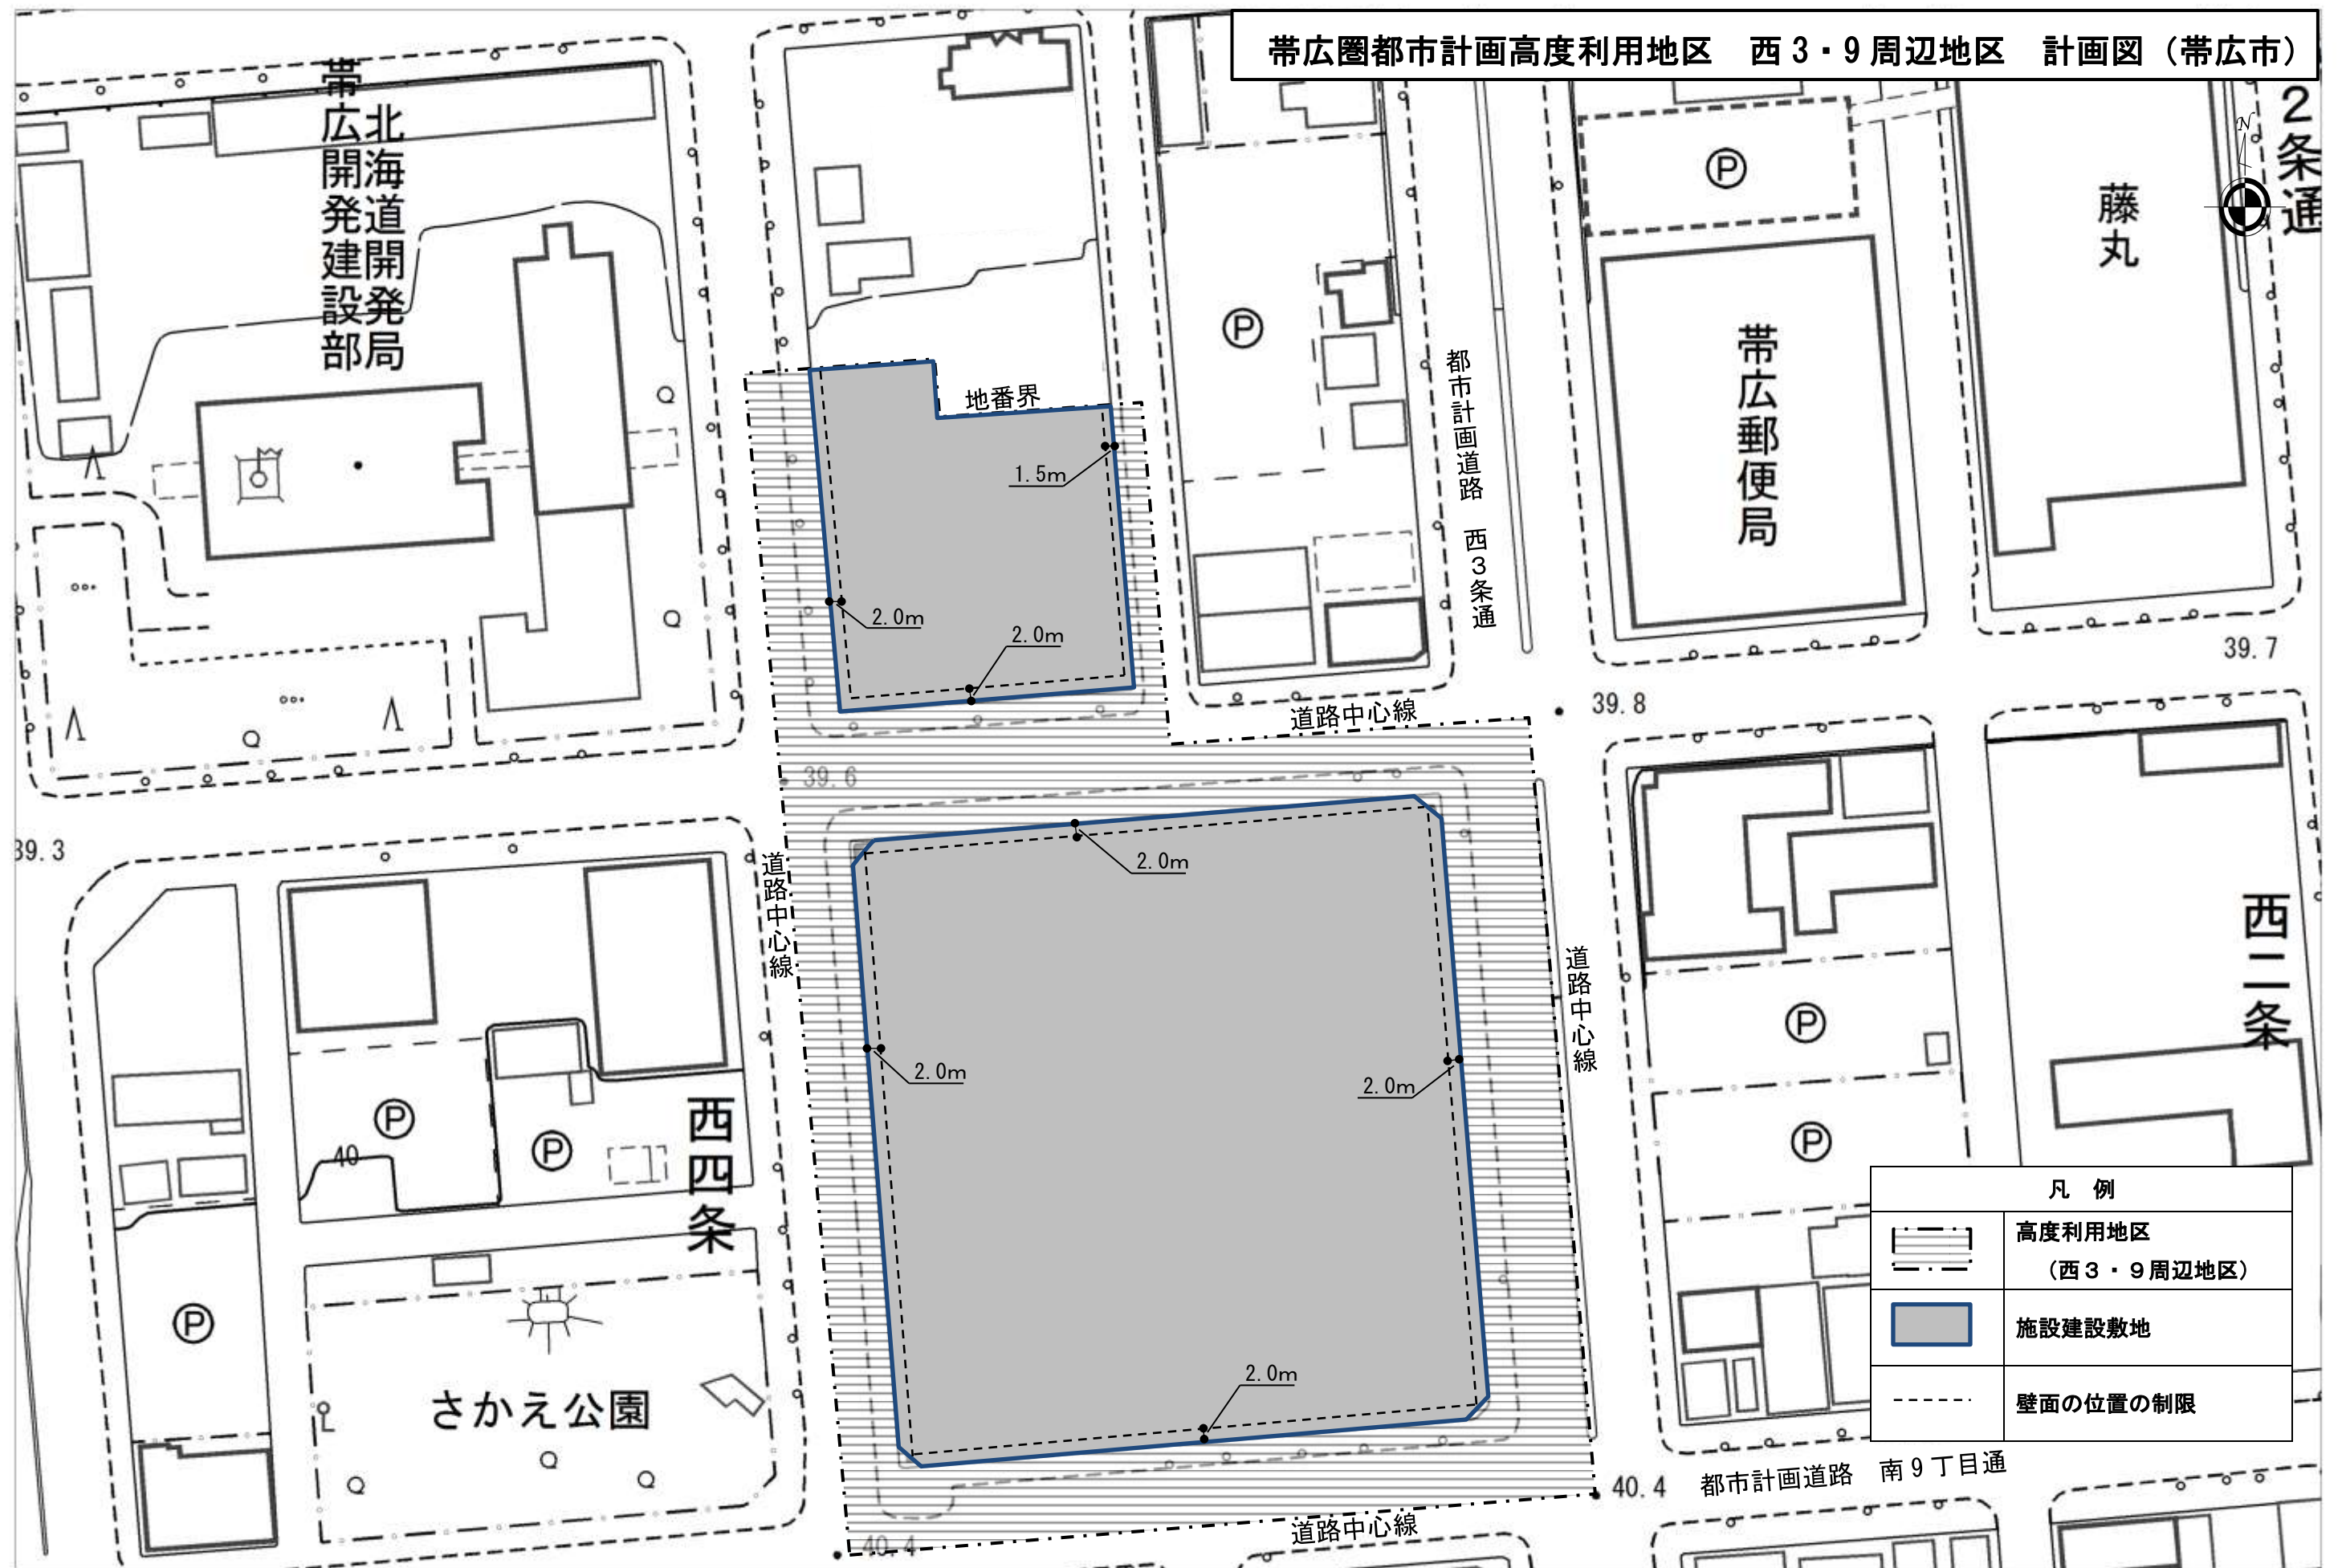 帯広圏都市計画高度利用地区　西３・９周辺地区　計画図（帯広市）
北海道開発局
帯広開発建設部
Ⓟ
２条通
N
藤丸
Ⓟ
帯広郵便局
都市計画道路　西３条通
地番界
1.5m
2.0m
2.0m
39.7
39.8
道路中心線
39.6
39.3
道路中心線
2.0m
2.0m
2.0m
道路中心線
西二条
Ⓟ
Ⓟ
Ⓟ
Ⓟ
40
西四条
Ⓟ
さかえ公園
2.0m
凡　例
高度利用地区
（西３・９周辺地区）
施設建設敷地
壁面の位置の制限
40.4
都市計画道路　南９丁目通
道路中心線
40.4